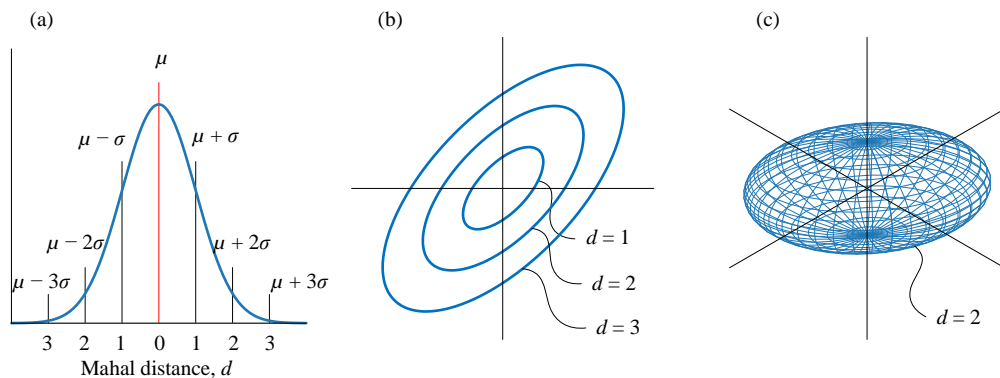 (a)
μ
μ − σ
μ + σ
μ − 2σ
μ + 2σ
μ − 3σ
μ + 3σ
3 2 1 0 1 2 3
Mahal distance, d
(b)
d = 1
d = 2
d = 3
(c)
d = 2